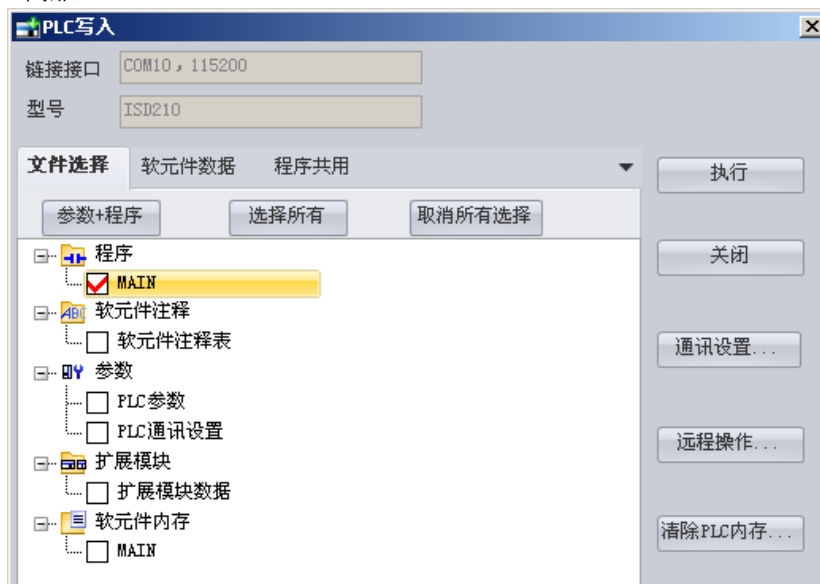 PLC写入
链接接口 COM10，115200
型号 ISD210
文件选择 软元件数据 程序共用
执行
参数+程序 选择所有 取消所有选择
程序
MAIN
关闭
软元件注释
软元件注释表
通讯设置...
参数
PLC参数
PLC通讯设置
远程操作...
扩展模块
扩展模块数据
软元件内存
清除PLC内存...
MAIN